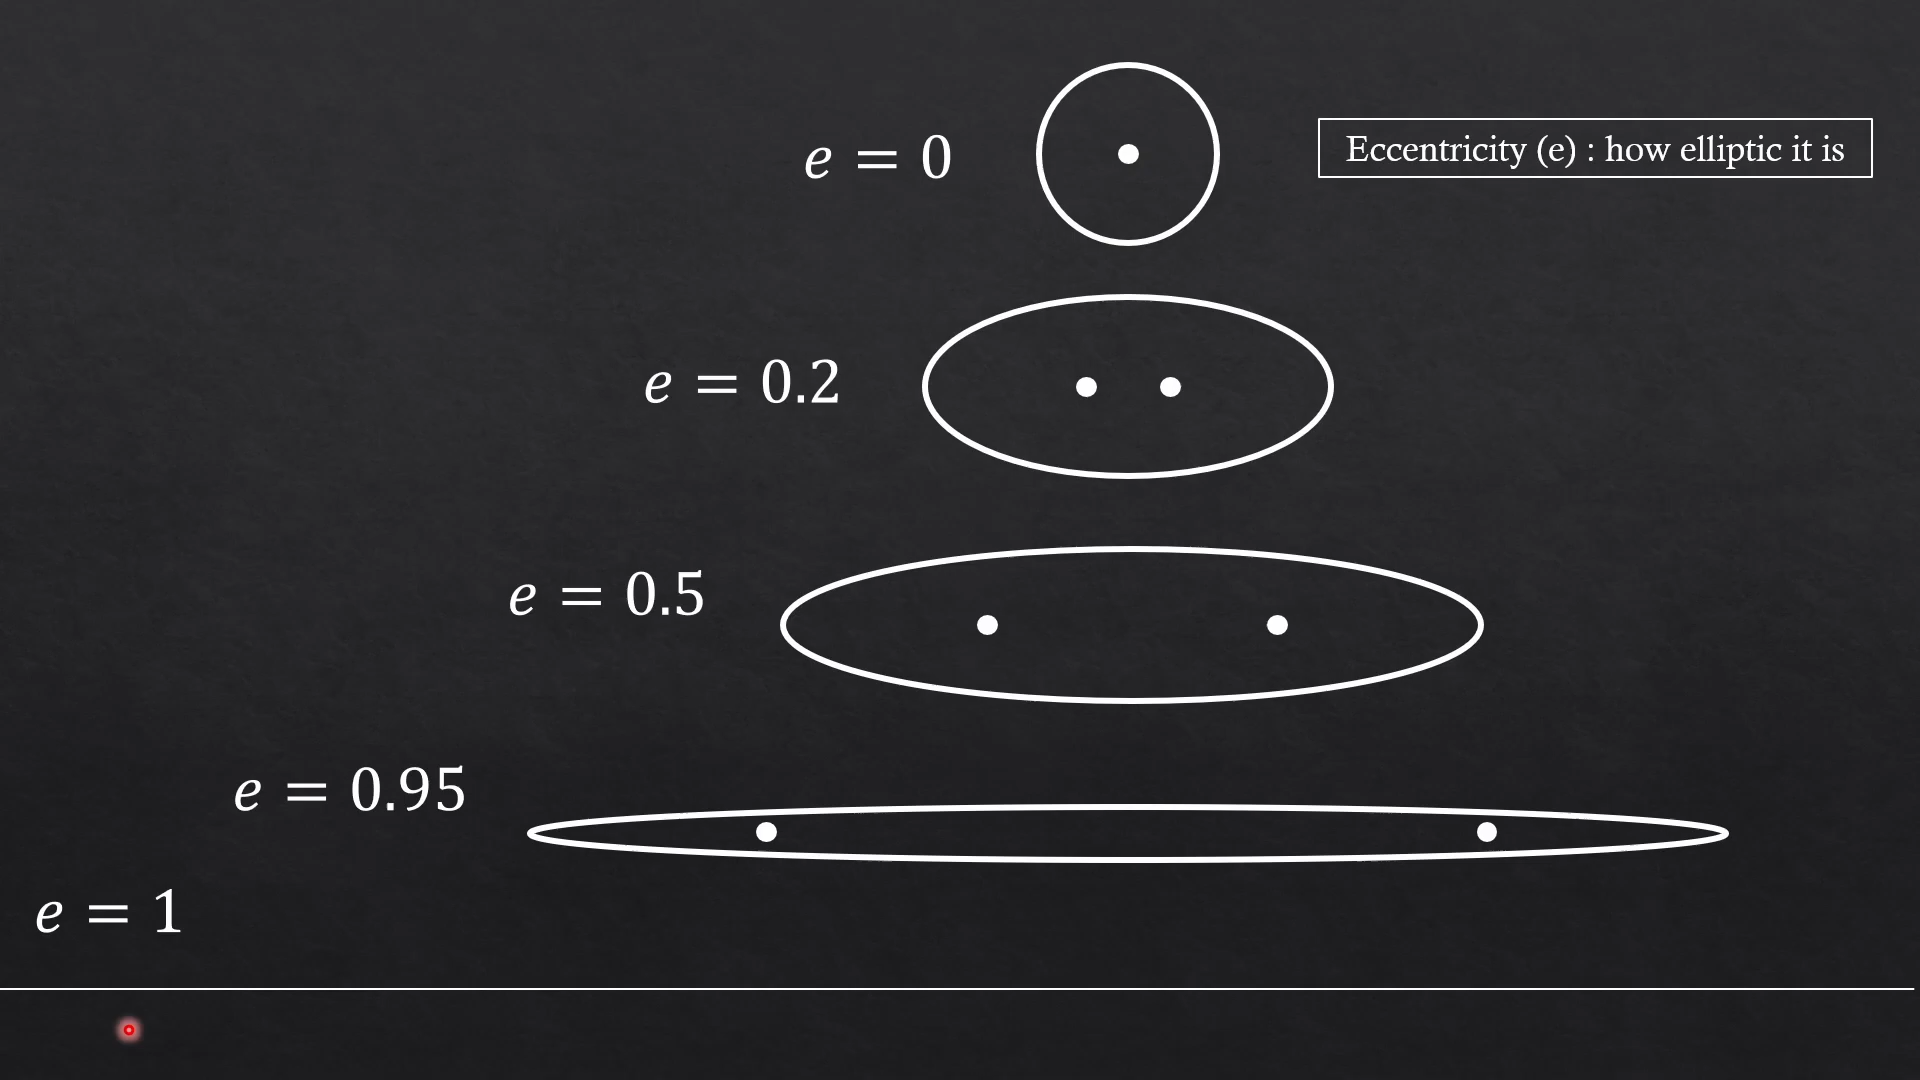 e = 0
Eccentricity (e) : how elliptic it is
e = 0.2
e = 0.5
e = 0.95
e = 1